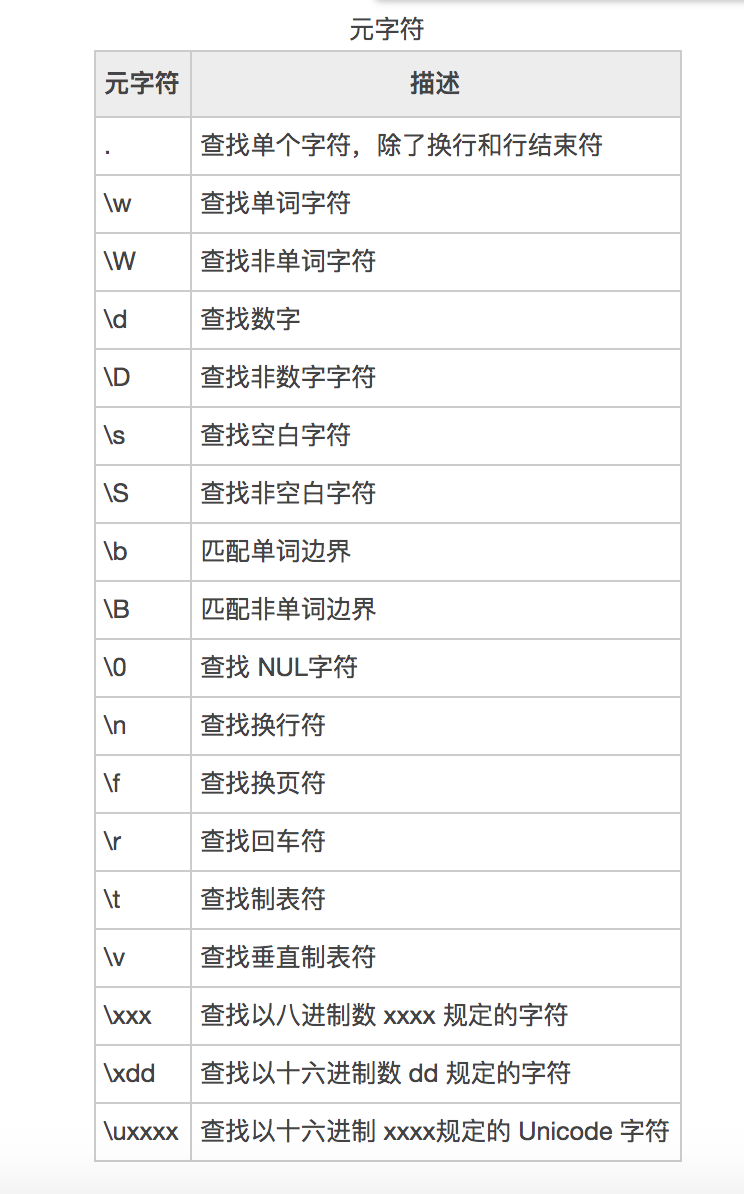 元字符
元字符 描述
. 查找单个字符，除了换行和行结束符
\w 查找单词字符
\W 查找非单词字符
\d 查找数字
\D 查找非数字字符
\s 查找空白字符
\S 查找非空白字符
\b 匹配单词边界
\B 匹配非单词边界
\0 查找 NUL字符
\n 查找换行符
\f 查找换页符
\r 查找回车符
\t 查找制表符
\v 查找垂直制表符
\xxx 查找以八进制数 xxxx 规定的字符
\xdd 查找以十六进制数 dd 规定的字符
\uxxxx 查找以十六进制 xxxx规定的 Unicode 字符